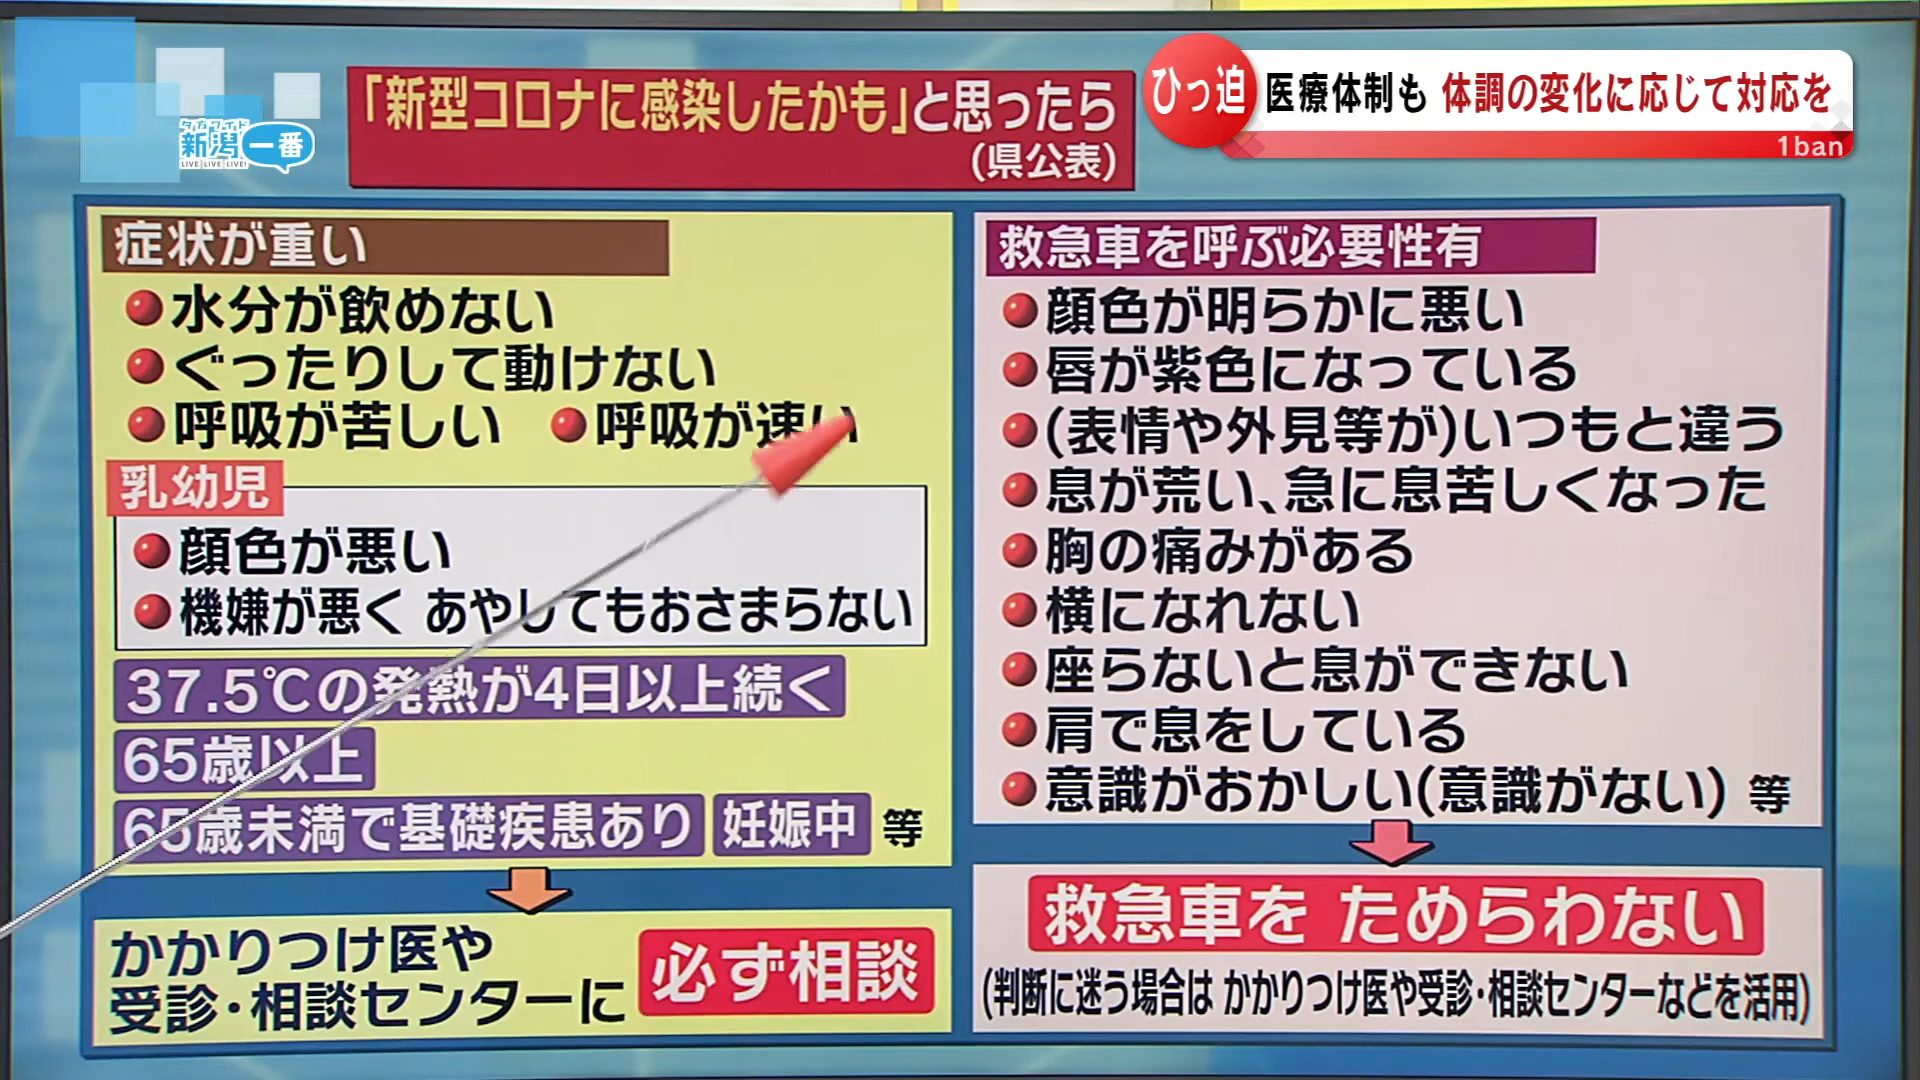 夕方ワイド
新潟一番
LIVE! LIVE! LIVE!
「新型コロナに感染したかも」と思ったら
(県公表)
ひっ迫 医療体制も 体調の変化に応じて対応を
1ban
症状が重い
水分が飲めない
ぐったりして動けない
呼吸が苦しい 呼吸が速い
乳幼児
顔色が悪い
機嫌が悪く あやしてもおさまらない
37.5℃の発熱が4日以上続く
65歳以上
65歳未満で基礎疾患あり 妊娠中 等
かかりつけ医や
受診・相談センターに 必ず相談
救急車を呼ぶ必要性有
顔色が明らかに悪い
唇が紫色になっている
(表情や外見等が)いつもと違う
息が荒い、急に息苦しくなった
胸の痛みがある
横になれない
座らないと息ができない
肩で息をしている
意識がおかしい(意識がない) 等
救急車を ためらわない
(判断に迷う場合は かかりつけ医や受診・相談センターなどを活用)